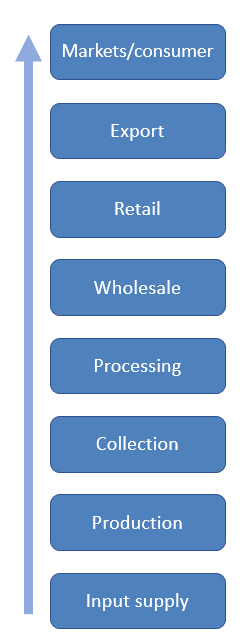 Markets/consumer
Export
Retail
Wholesale
Processing
Collection
Production
Input supply